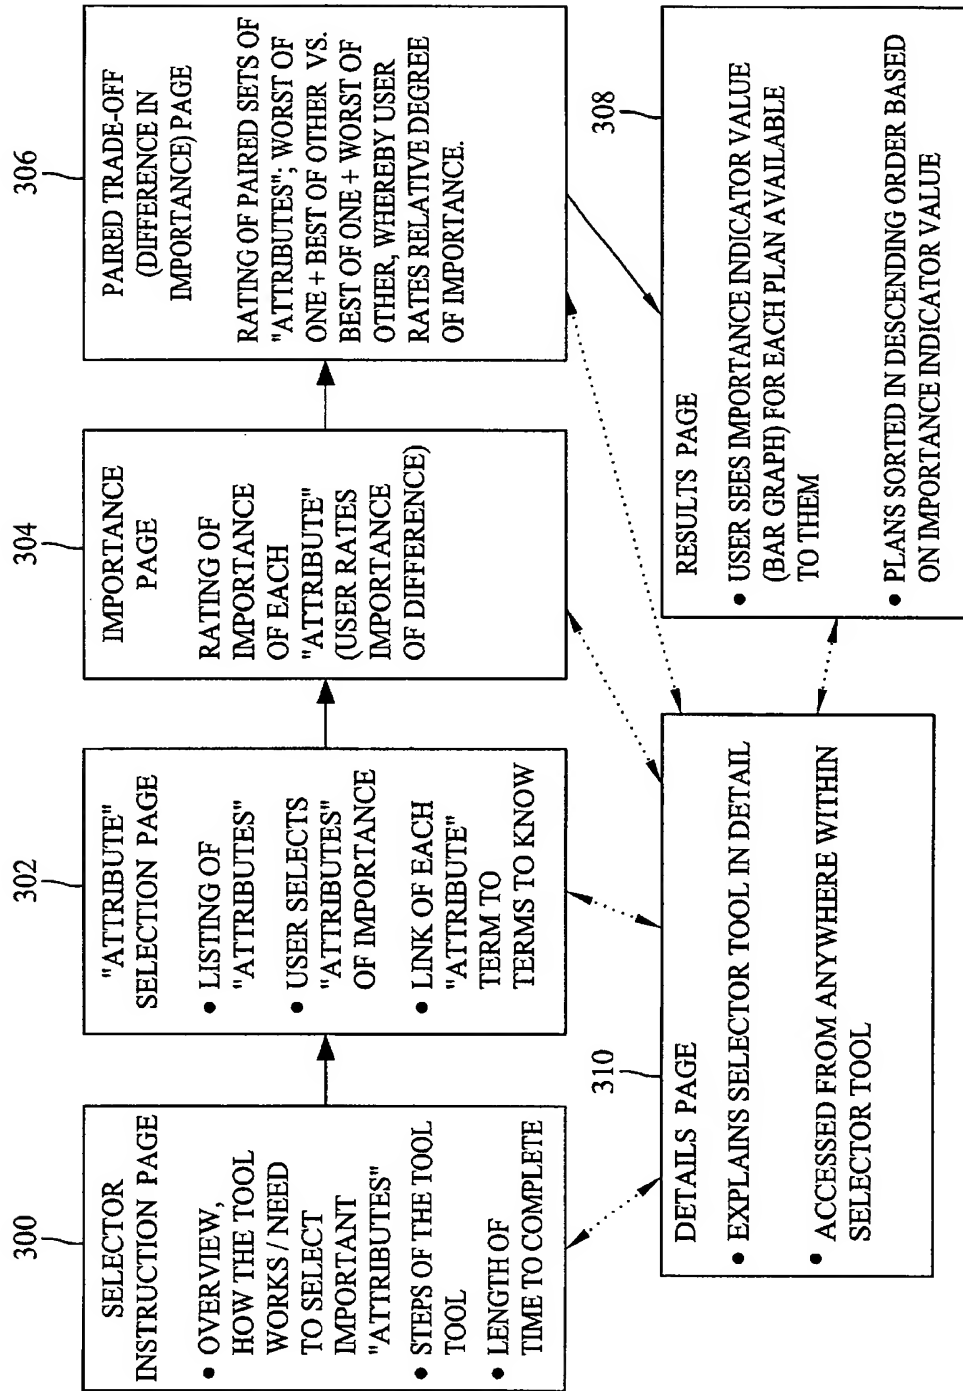 300
SELECTOR
INSTRUCTION PAGE
• OVERVIEW,
HOW THE TOOL
WORKS / NEED
TO SELECT
IMPORTANT
"ATTRIBUTES"
• STEPS OF THE TOOL
TOOL
• LENGTH OF
TIME TO COMPLETE
302
"ATTRIBUTE"
SELECTION PAGE
• LISTING OF
"ATTRIBUTES"
• USER SELECTS
"ATTRIBUTES"
OF IMPORTANCE
• LINK OF EACH
"ATTRIBUTE"
TERM TO
TERMS TO KNOW
304
IMPORTANCE
PAGE
RATING OF
IMPORTANCE
OF EACH
"ATTRIBUTE"
(USER RATES
IMPORTANCE
OF DIFFERENCE)
306
PAIRED TRADE-OFF
(DIFFERENCE IN
IMPORTANCE) PAGE
RATING OF PAIRED SETS OF
"ATTRIBUTES": WORST OF
ONE + BEST OF OTHER VS.
BEST OF ONE + WORST OF
OTHER, WHEREBY USER
RATES RELATIVE DEGREE
OF IMPORTANCE.
310
DETAILS PAGE
• EXPLAINS SELECTOR TOOL IN DETAIL
• ACCESSED FROM ANYWHERE WITHIN
SELECTOR TOOL
308
RESULTS PAGE
• USER SEES IMPORTANCE INDICATOR VALUE
(BAR GRAPH) FOR EACH PLAN AVAILABLE
TO THEM
• PLANS SORTED IN DESCENDING ORDER BASED
ON IMPORTANCE INDICATOR VALUE